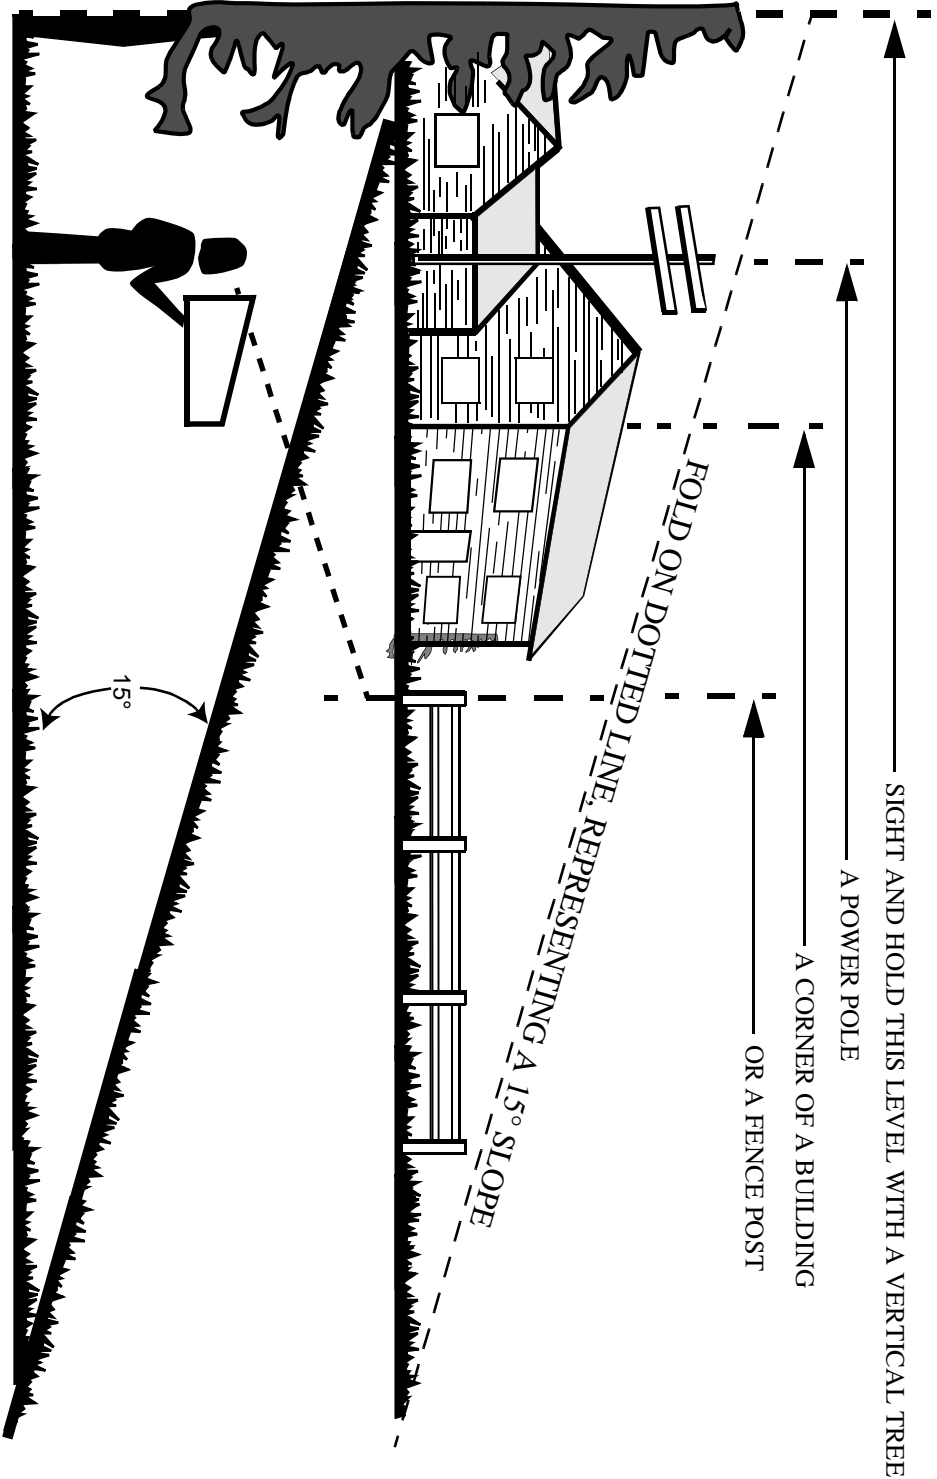 SIGHT AND HOLD THIS LEVEL WITH A VERTICAL TREE
A POWER POLE
A CORNER OF A BUILDING
OR A FENCE POST
FOLD ON DOTTED LINE, REPRESENTING A 15° SLOPE
15°